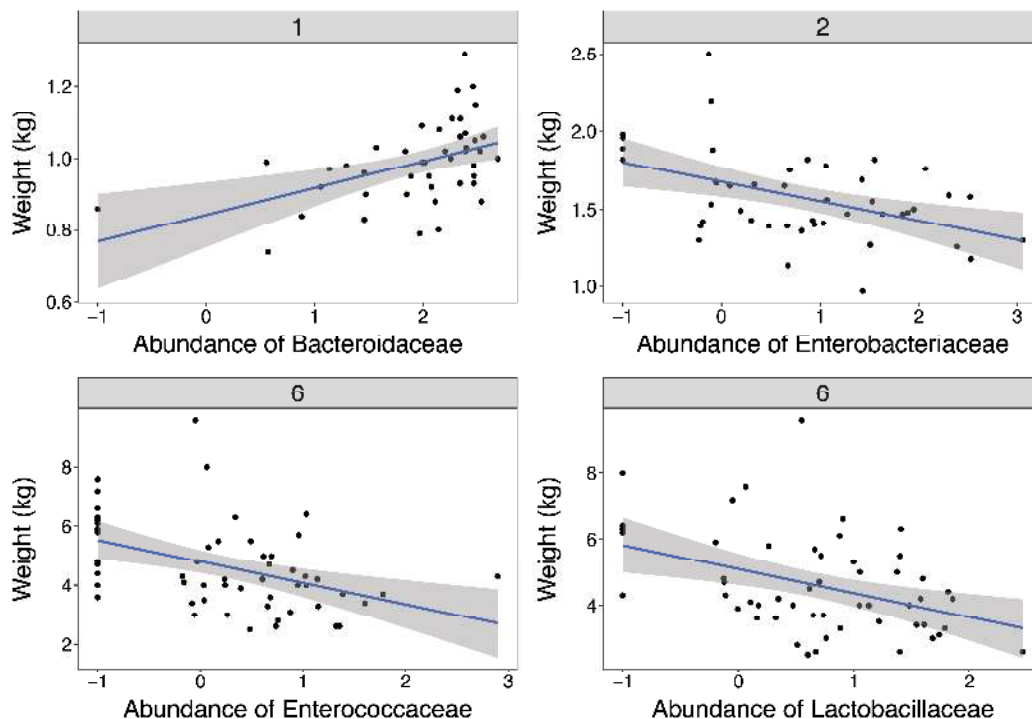 1
Weight (kg)
1.2
1.0
0.8
0.6
−1 0 1 2
Abundance of Bacteroidaceae
2
Weight (kg)
2.5
2.0
1.5
1.0
−1 0 1 2 3
Abundance of Enterobacteriaceae
6
Weight (kg)
8
6
4
2
−1 0 1 2 3
Abundance of Enterococcaceae
6
Weight (kg)
8
6
4
−1 0 1 2
Abundance of Lactobacillaceae